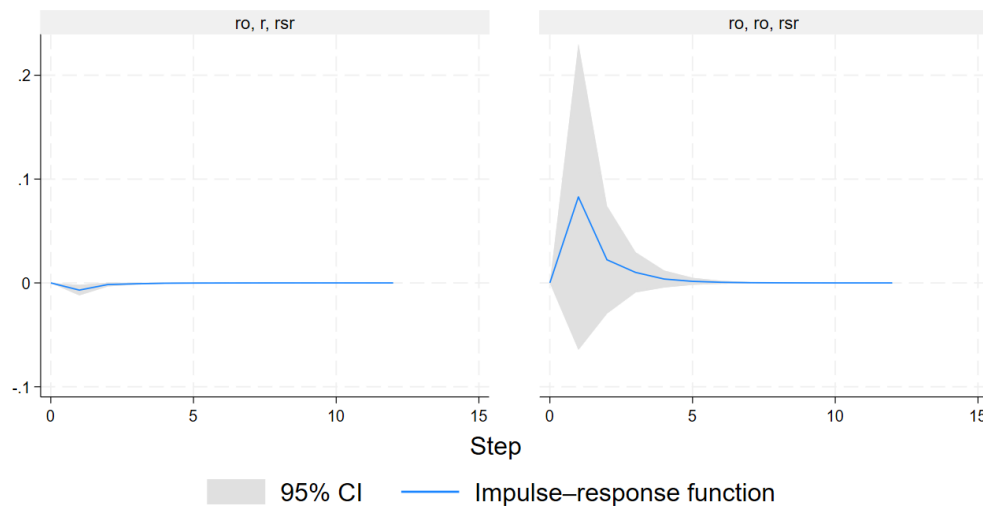 ro, r, rsr
ro, ro, rsr
.2
.1
0
-.1
0 5 10 15
0 5 10 15
Step
95% CI
Impulse–response function